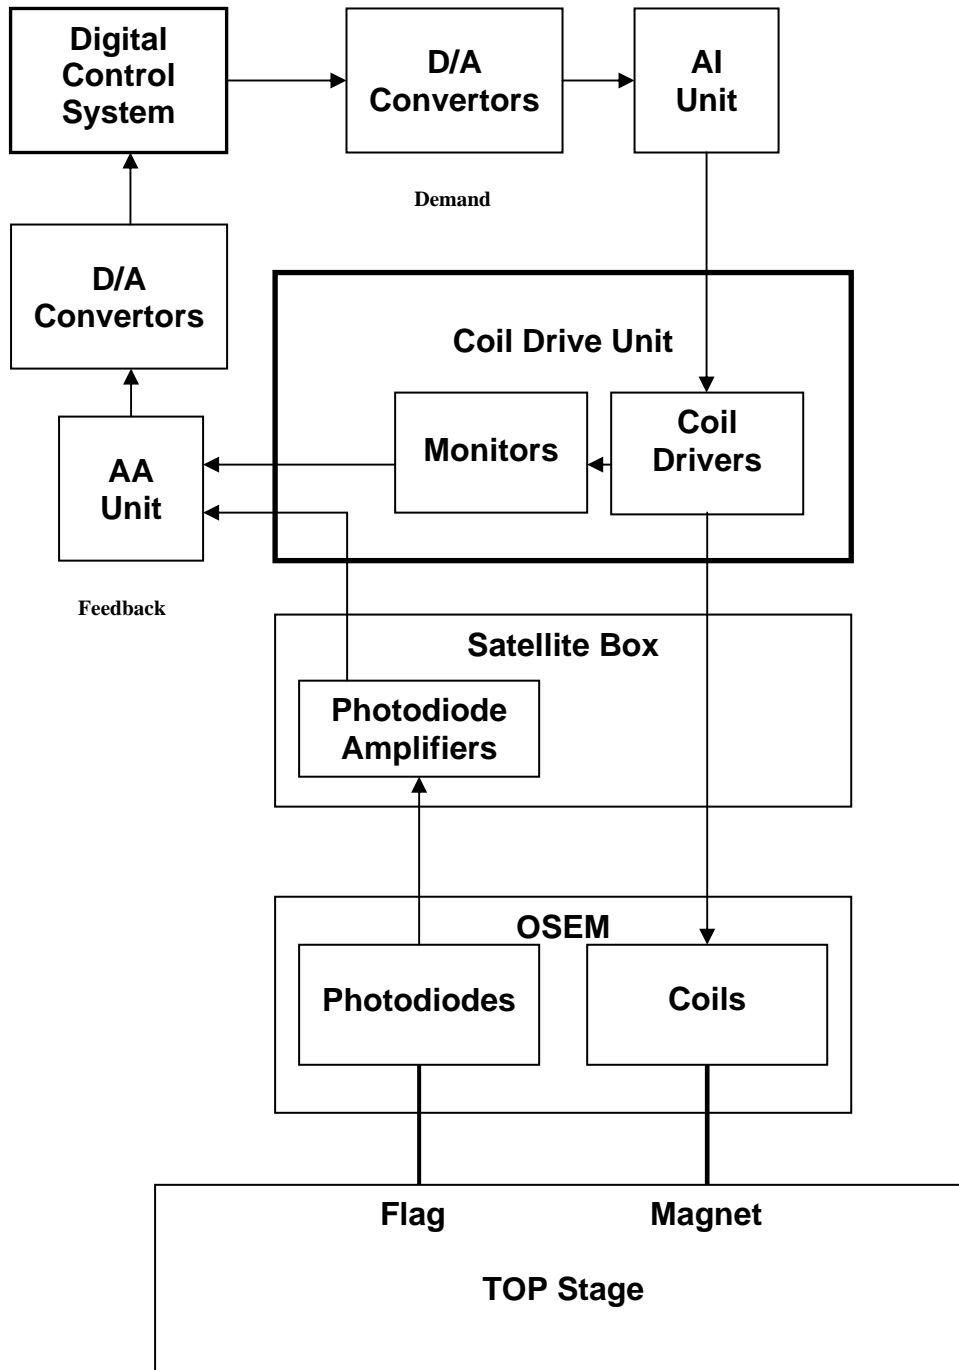 Digital
Control
System
D/A
Convertors
AI
Unit
Demand
D/A
Convertors
Coil Drive Unit
Monitors
Coil
Drivers
AA
Unit
Feedback
Satellite Box
Photodiode
Amplifiers
OSEM
Photodiodes
Coils
Flag
Magnet
TOP Stage